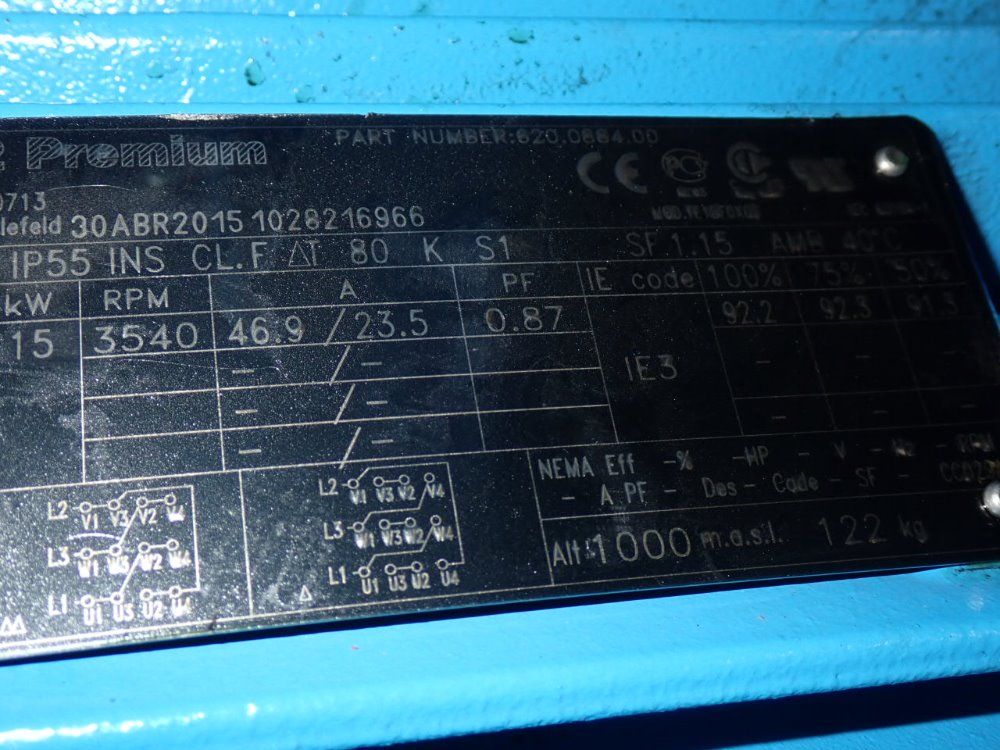 Premium PART NUMBER:620.0884.00
0713 CE
lefeld 30ABR2015 1028216966
IP55 INS CL.F ΔT 80 K S1 SF 1.15 AMB 40°C
kW RPM A PF IE code 100% 75% 50%
15 3540 46.9 / 23.5 0.87 IE3 92.2 92.3 91.3
- / - - - -
- / - - - -
- / -
NEMA Eff -% -HP - V - Hz - RPM
- A PF - Des - Code - SF -
Alt ≤1000 m.a.s.l. 122 kg
L2 V1 V3 V2 V4
L3 W1 W3 W2 W4
L1 U1 U3 U2 U4
ΔΔ
L2 V1 V3 V2 V4
L3 W1 W3 W2 W4
L1 U1 U3 U2 U4
Δ